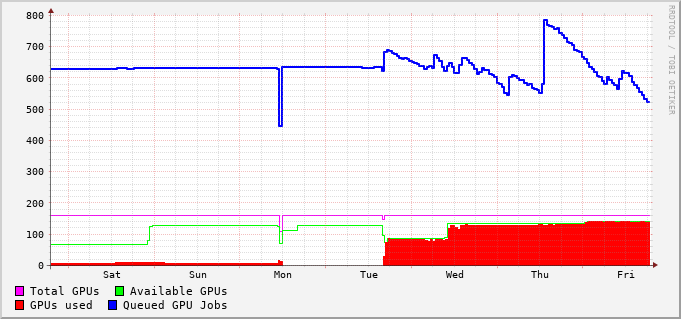 RRDTOOL / TOBI OETIKER
800
700
600
500
400
300
200
100
0
Sat Sun Mon Tue Wed Thu Fri
Total GPUs Available GPUs
GPUs used Queued GPU Jobs